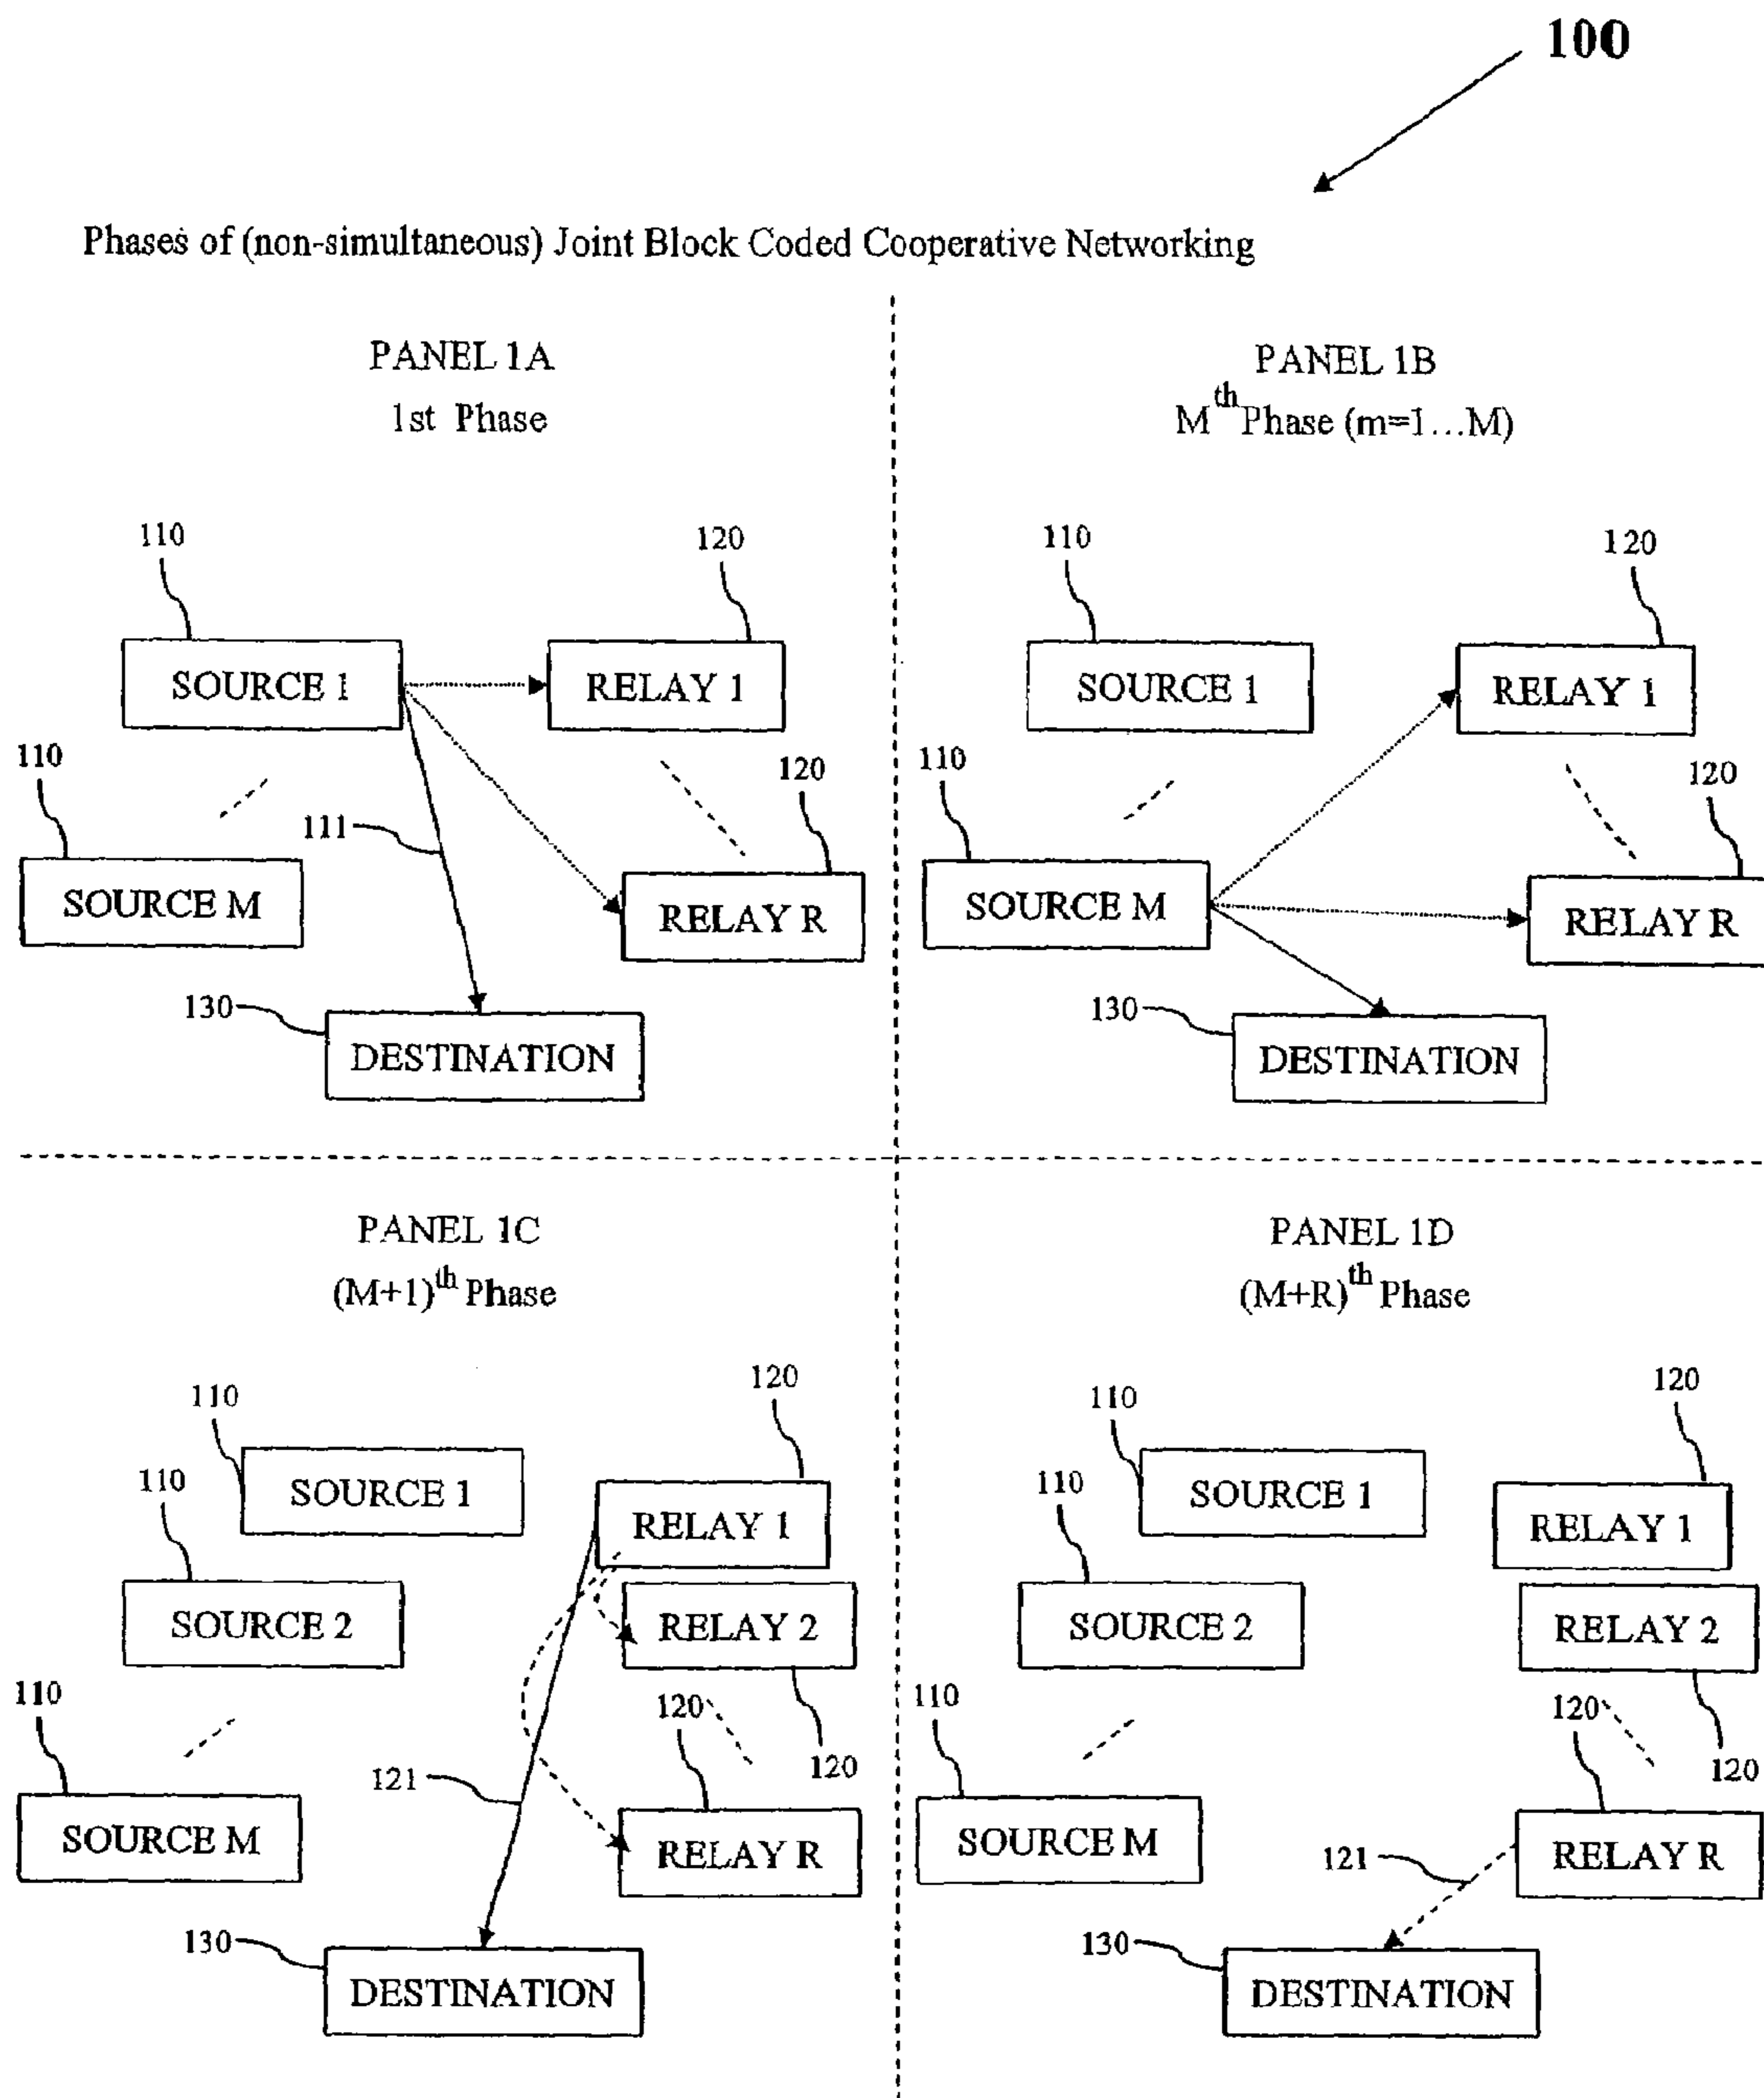 100
Phases of (non-simultaneous) Joint Block Coded Cooperative Networking
PANEL 1A
1st Phase
110
120
SOURCE 1
RELAY 1
110
120
111
SOURCE M
RELAY R
130
DESTINATION
PANEL 1B
M^th Phase (m=1...M)
110
120
SOURCE 1
RELAY 1
110
120
SOURCE M
RELAY R
130
DESTINATION
PANEL 1C
(M+1)^th Phase
110
120
SOURCE 1
RELAY 1
110
SOURCE 2
RELAY 2
110
120
120
121
SOURCE M
RELAY R
130
DESTINATION
PANEL 1D
(M+R)^th Phase
110
120
SOURCE 1
RELAY 1
110
SOURCE 2
RELAY 2
110
120
120
SOURCE M
121
RELAY R
130
DESTINATION